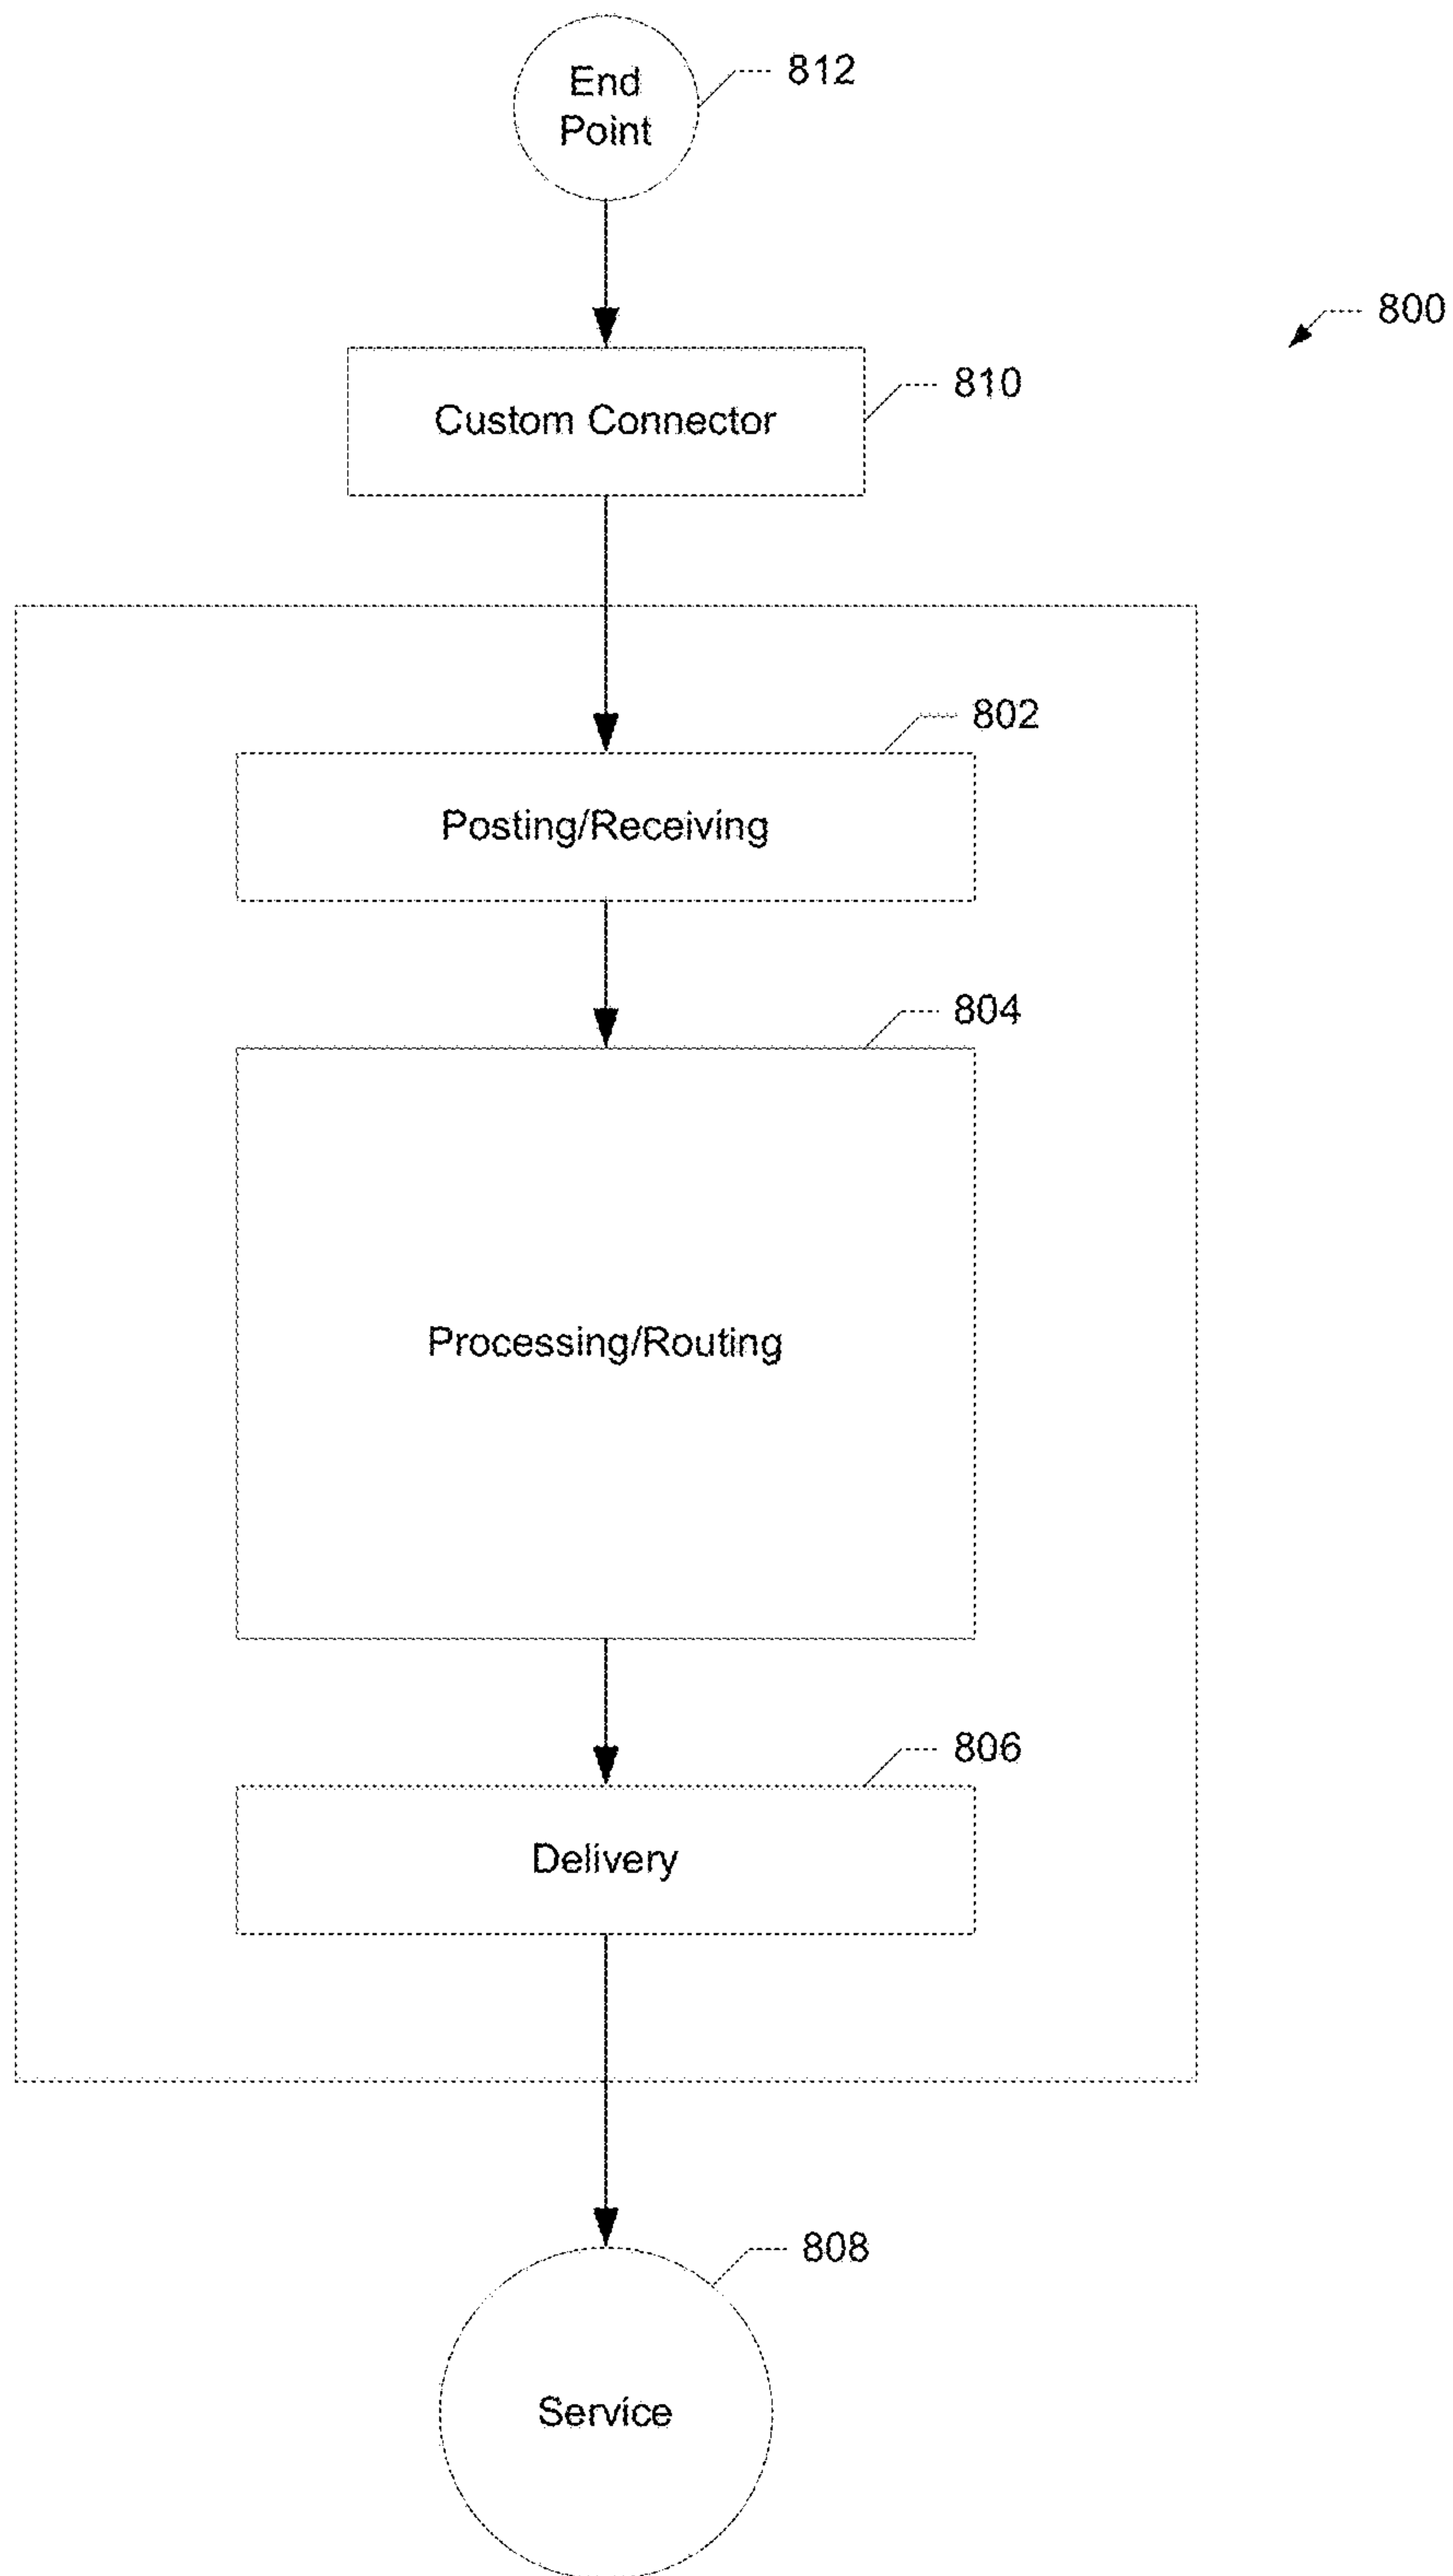 End
Point
812
800
Custom Connector
810
802
Posting/Receiving
804
Processing/Routing
806
Delivery
808
Service